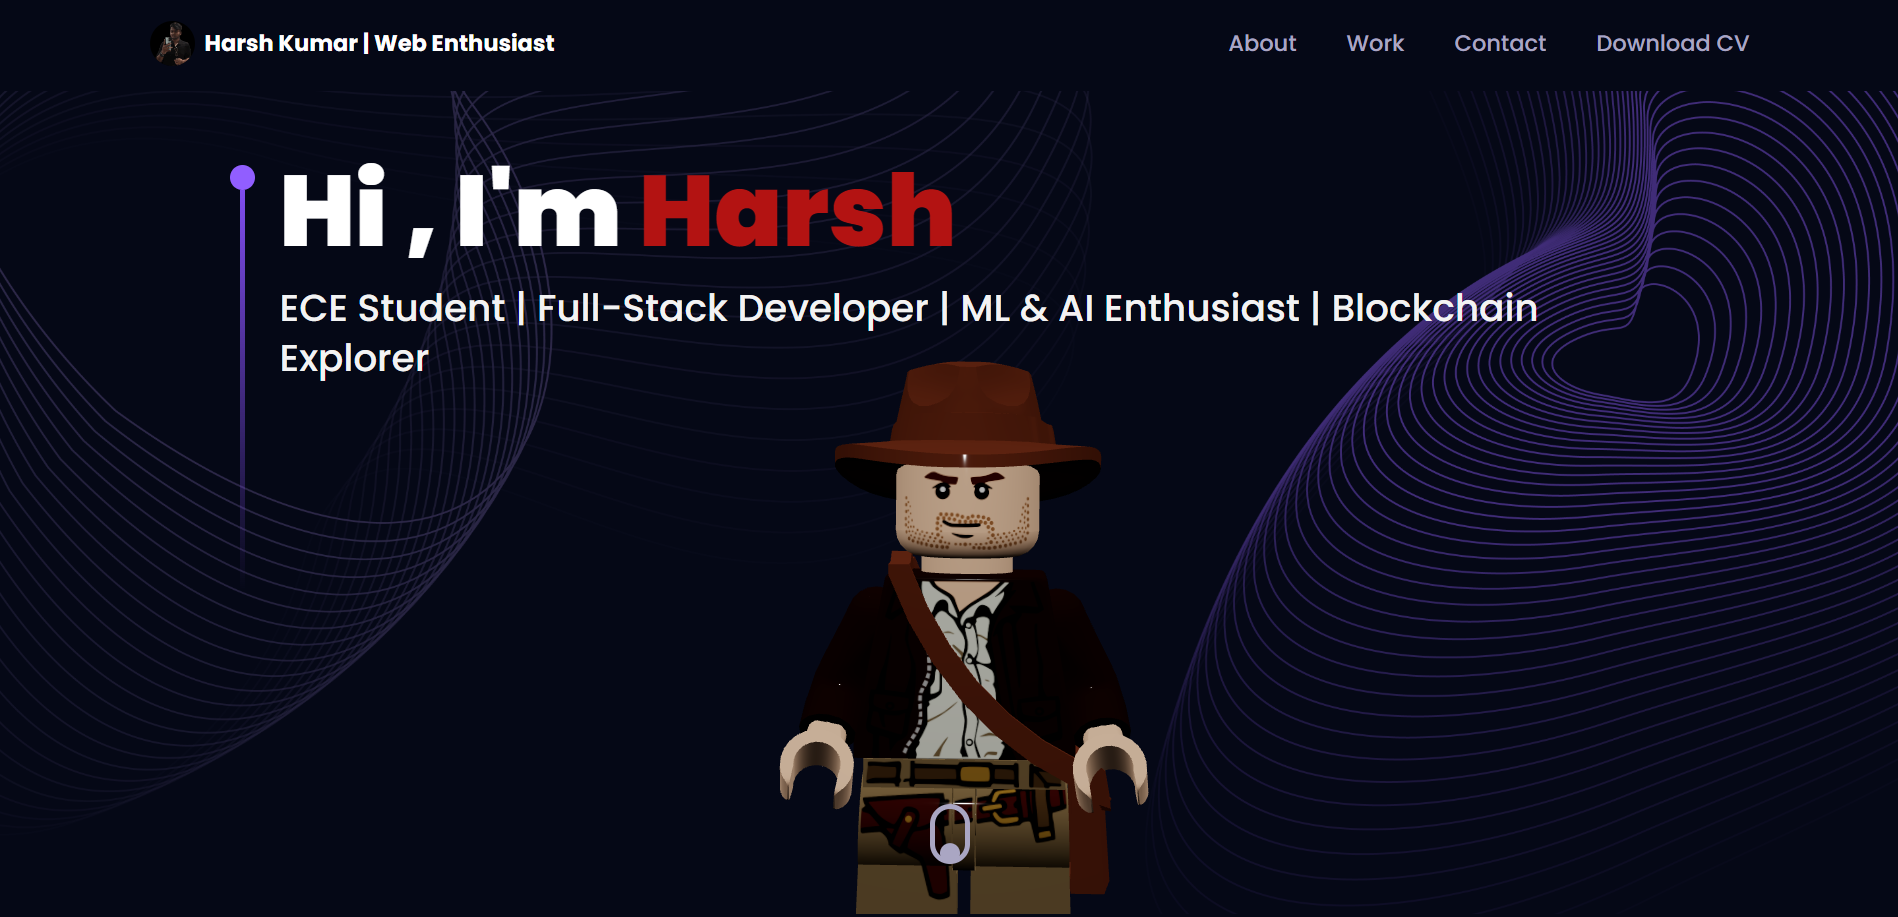 Harsh Kumar | Web Enthusiast
About
Work
Contact
Download CV
Hi , I'm Harsh
ECE Student | Full-Stack Developer | ML & AI Enthusiast | Blockchain
Explorer